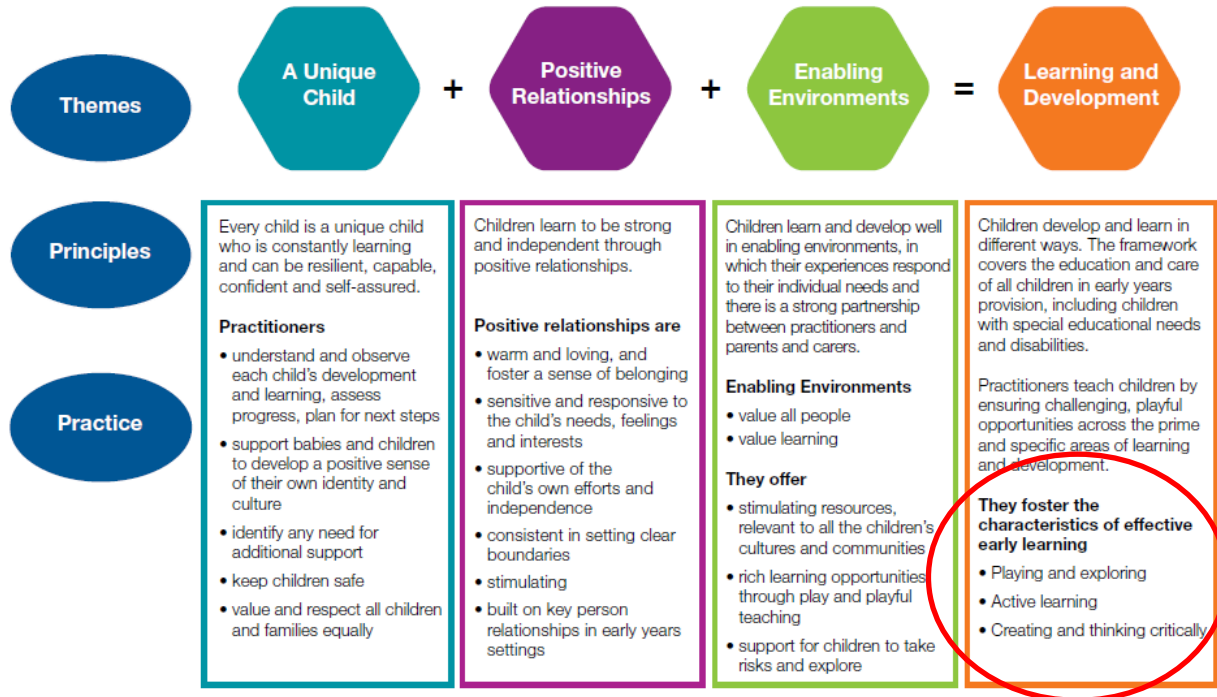 Themes
A Unique
Child
+
Positive
Relationships
+
Enabling
Environments
=
Learning and
Development
Principles
Practice
Every child is a unique child
who is constantly learning
and can be resilient, capable,
confident and self-assured.
Practitioners
• understand and observe
each child's development
and learning, assess
progress, plan for next steps
• support babies and children
to develop a positive sense
of their own identity and
culture
• identify any need for
additional support
• keep children safe
• value and respect all children
and families equally
Children learn to be strong
and independent through
positive relationships.
Positive relationships are
• warm and loving, and
foster a sense of belonging
• sensitive and responsive to
the child's needs, feelings
and interests
• supportive of the
child's own efforts and
independence
• consistent in setting clear
boundaries
• stimulating
• built on key person
relationships in early years
settings
Children learn and develop well
in enabling environments, in
which their experiences respond
to their individual needs and
there is a strong partnership
between practitioners and
parents and carers.
Enabling Environments
• value all people
• value learning
They offer
• stimulating resources,
relevant to all the children's
cultures and communities
• rich learning opportunities
through play and playful
teaching
• support for children to take
risks and explore
Children develop and learn in
different ways. The framework
covers the education and care
of all children in early years
provision, including children
with special educational needs
and disabilities.
Practitioners teach children by
ensuring challenging, playful
opportunities across the prime
and specific areas of learning
and development.
They foster the
characteristics of effective
early learning
• Playing and exploring
• Active learning
• Creating and thinking critically